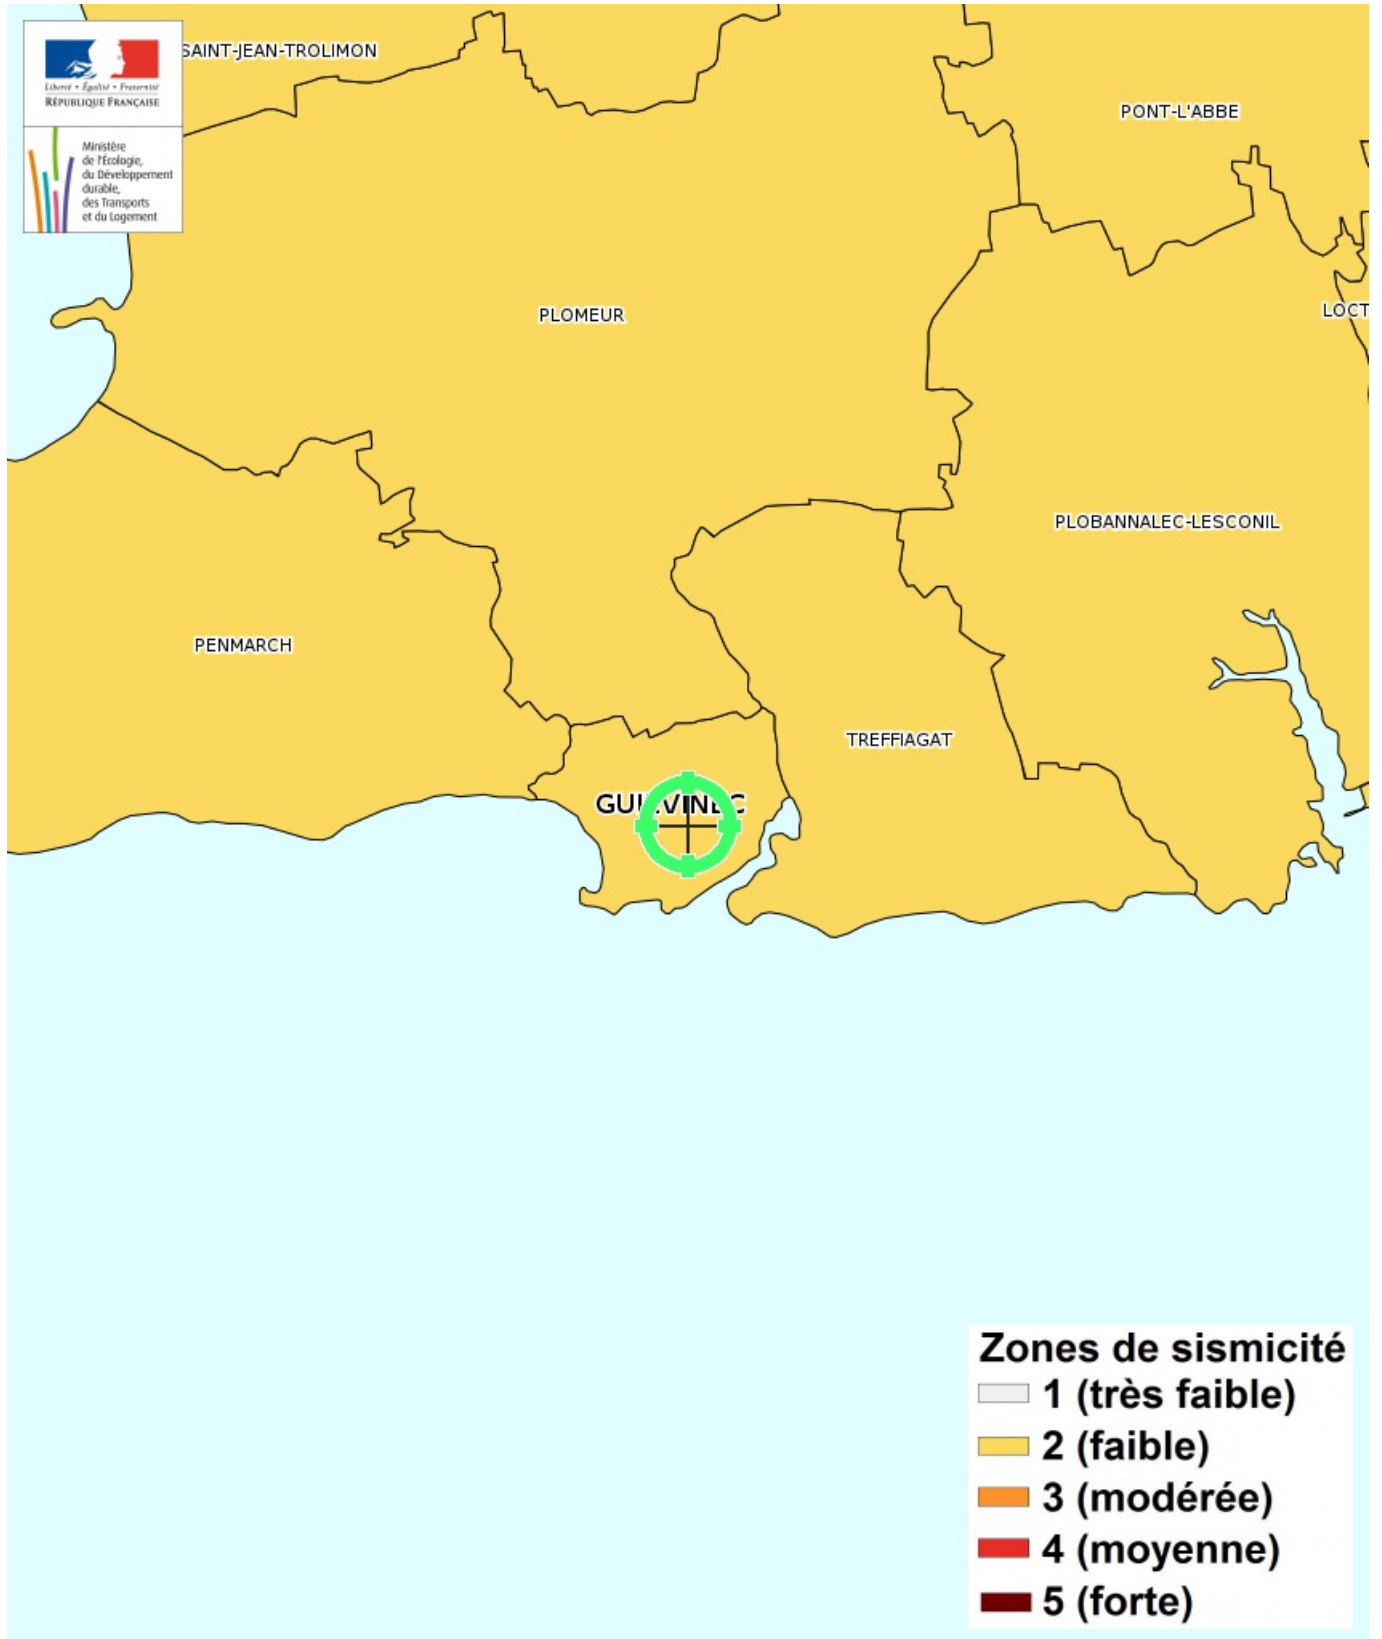 SAINT-JEAN-TROLIMON
Liberté • Égalité • Fraternité
RÉPUBLIQUE FRANÇAISE
Ministère
de l'Écologie,
du Développement
durable,
des Transports
et du Logement
PONT-L'ABBE
PLOMEUR
LOCT
PLOBANNALEC-LESCONIL
PENMARCH
TREFFIAGAT
GUILVINEC
Zones de sismicité
1 (très faible)
2 (faible)
3 (modérée)
4 (moyenne)
5 (forte)